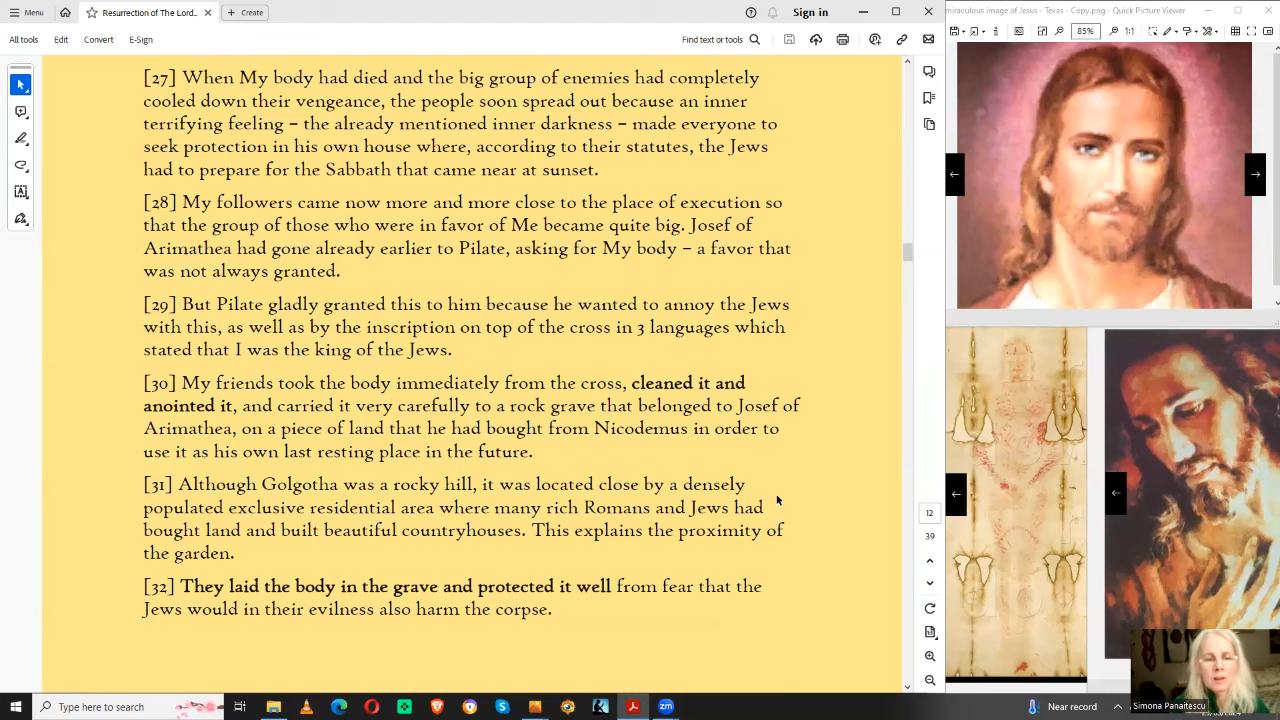 Menu
Resurection of The Lord...
Create
Sign in
All tools
Edit
Convert
E-Sign
Find text or tools
miraculous image of Jesus - Texas - Copy.png - Quick Picture Viewer
85%
1:1
[27] When My body had died and the big group of enemies had completely
cooled down their vengeance, the people soon spread out because an inner
terrifying feeling – the already mentioned inner darkness – made everyone to
seek protection in his own house where, according to their statutes, the Jews
had to prepare for the Sabbath that came near at sunset.
[28] My followers came now more and more close to the place of execution so
that the group of those who were in favor of Me became quite big. Josef of
Arimathea had gone already earlier to Pilate, asking for My body – a favor that
was not always granted.
[29] But Pilate gladly granted this to him because he wanted to annoy the Jews
with this, as well as by the inscription on top of the cross in 3 languages which
stated that I was the king of the Jews.
[30] My friends took the body immediately from the cross, cleaned it and
anointed it, and carried it very carefully to a rock grave that belonged to Josef of
Arimathea, on a piece of land that he had bought from Nicodemus in order to
use it as his own last resting place in the future.
[31] Although Golgotha was a rocky hill, it was located close by a densely
populated exclusive residential area where many rich Romans and Jews had
bought land and built beautiful countryhouses. This explains the proximity of
the garden.
[32] They laid the body in the grave and protected it well from fear that the
Jews would in their evilness also harm the corpse.
12
39
Type here to search
Near record
Simona Panaitescu